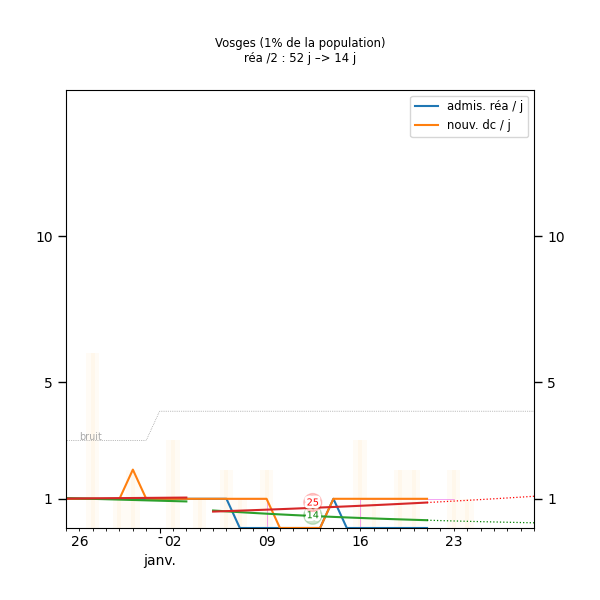 Vosges (1% de la population)
réa /2 : 52 j –> 14 j
admis. réa / j
nouv. dc / j
10
10
5
5
bruit
1
1
25
14
26
02
09
16
23
janv.